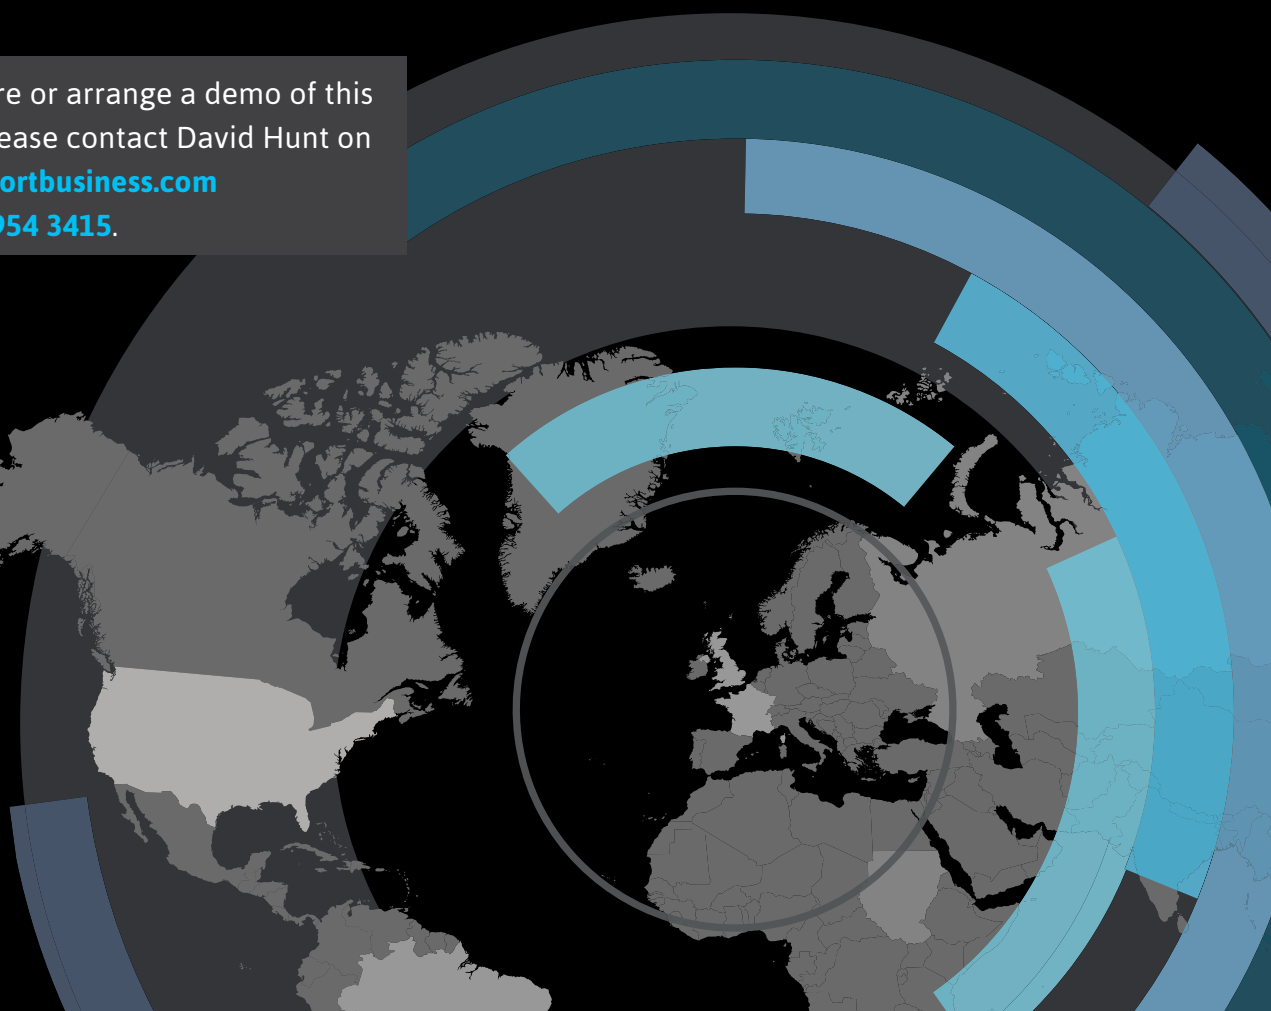 re or arrange a demo of this
ease contact David Hunt on
ortbusiness.com
954 3415.